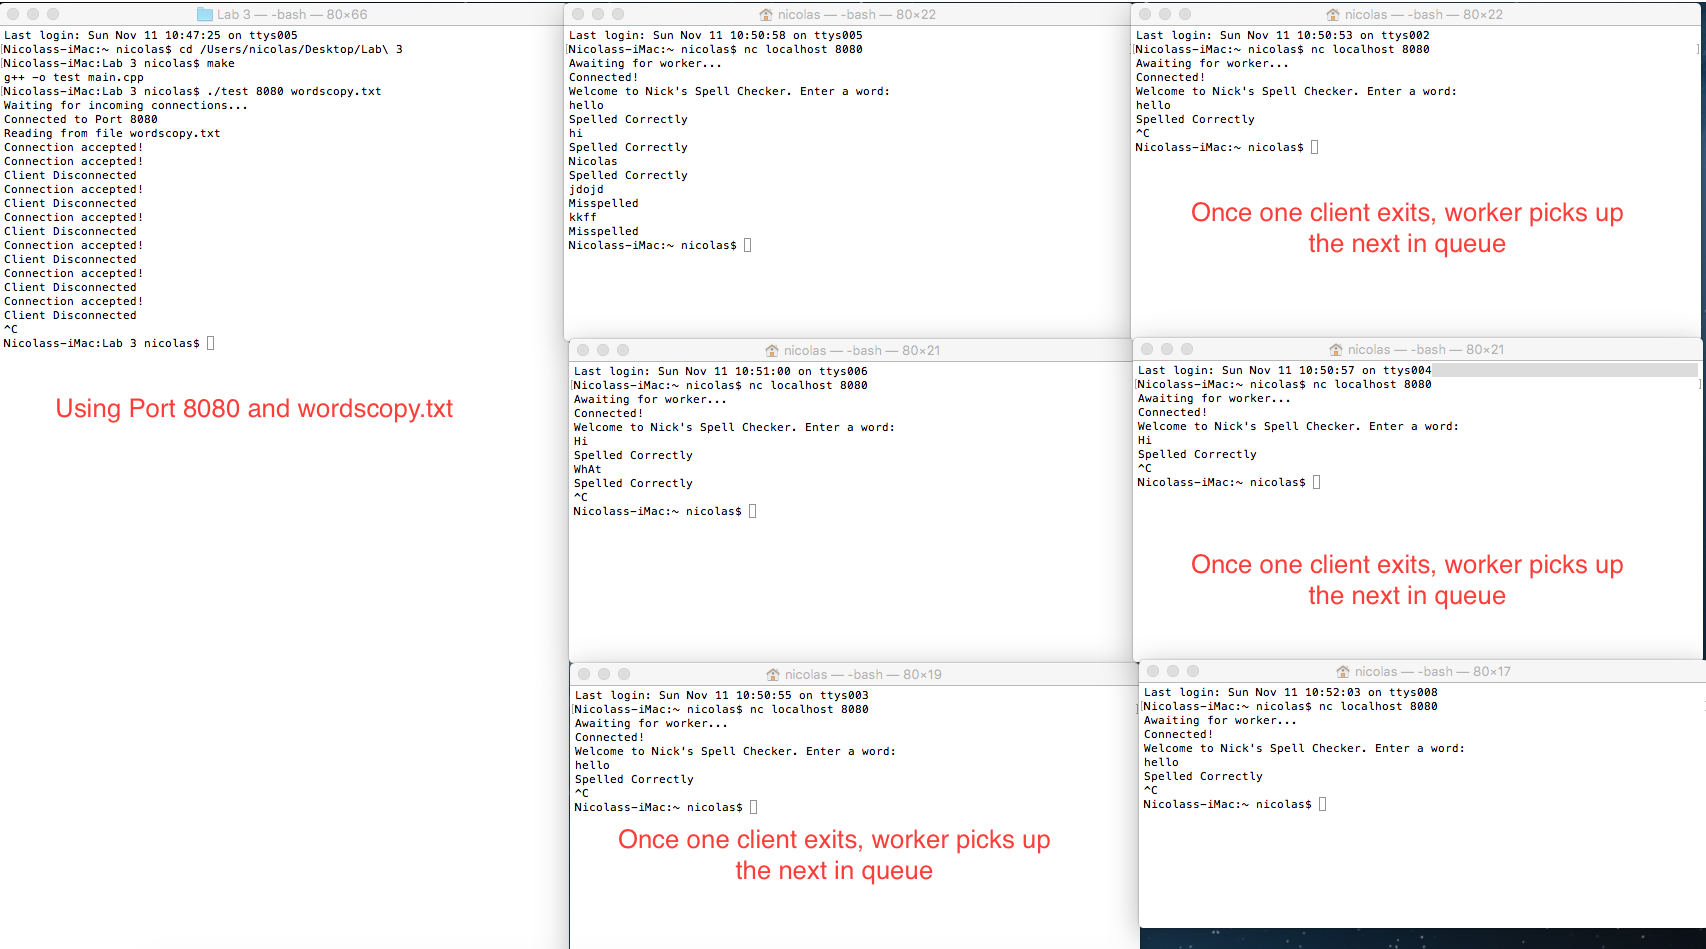 Lab 3 — -bash — 80×66
Last login: Sun Nov 11 10:47:25 on ttys005
[Nicolass-iMac:~ nicolas$ cd /Users/nicolas/Desktop/Lab\ 3
[Nicolass-iMac:Lab 3 nicolas$ make
g++ -o test main.cpp
[Nicolass-iMac:Lab 3 nicolas$ ./test 8080 wordscopy.txt
Waiting for incoming connections...
Connected to Port 8080
Reading from file wordscopy.txt
Connection accepted!
Connection accepted!
Client Disconnected
Connection accepted!
Client Disconnected
Connection accepted!
Client Disconnected
Connection accepted!
Client Disconnected
Connection accepted!
Client Disconnected
Connection accepted!
Client Disconnected
^C
Nicolass-iMac:Lab 3 nicolas$
Using Port 8080 and wordscopy.txt
nicolas — -bash — 80×22
Last login: Sun Nov 11 10:50:58 on ttys005
[Nicolass-iMac:~ nicolas$ nc localhost 8080
Awaiting for worker...
Connected!
Welcome to Nick's Spell Checker. Enter a word:
hello
Spelled Correctly
hi
Spelled Correctly
Nicolas
Spelled Correctly
jdojd
Misspelled
kkff
Misspelled
Nicolass-iMac:~ nicolas$
nicolas — -bash — 80×22
Last login: Sun Nov 11 10:50:53 on ttys002
[Nicolass-iMac:~ nicolas$ nc localhost 8080 ]
Awaiting for worker...
Connected!
Welcome to Nick's Spell Checker. Enter a word:
hello
Spelled Correctly
^C
Nicolass-iMac:~ nicolas$
Once one client exits, worker picks up
the next in queue
nicolas — -bash — 80×21
Last login: Sun Nov 11 10:51:00 on ttys006
[Nicolass-iMac:~ nicolas$ nc localhost 8080
Awaiting for worker...
Connected!
Welcome to Nick's Spell Checker. Enter a word:
Hi
Spelled Correctly
WhAt
Spelled Correctly
^C
Nicolass-iMac:~ nicolas$
nicolas — -bash — 80×21
Last login: Sun Nov 11 10:50:57 on ttys004
[Nicolass-iMac:~ nicolas$ nc localhost 8080 ]
Awaiting for worker...
Connected!
Welcome to Nick's Spell Checker. Enter a word:
Hi
Spelled Correctly
^C
Nicolass-iMac:~ nicolas$
Once one client exits, worker picks up
the next in queue
nicolas — -bash — 80×19
Last login: Sun Nov 11 10:50:55 on ttys003
[Nicolass-iMac:~ nicolas$ nc localhost 8080 ]
Awaiting for worker...
Connected!
Welcome to Nick's Spell Checker. Enter a word:
hello
Spelled Correctly
^C
Nicolass-iMac:~ nicolas$
Once one client exits, worker picks up
the next in queue
nicolas — -bash — 80×17
Last login: Sun Nov 11 10:52:03 on ttys008
[Nicolass-iMac:~ nicolas$ nc localhost 8080
Awaiting for worker...
Connected!
Welcome to Nick's Spell Checker. Enter a word:
hello
Spelled Correctly
^C
Nicolass-iMac:~ nicolas$